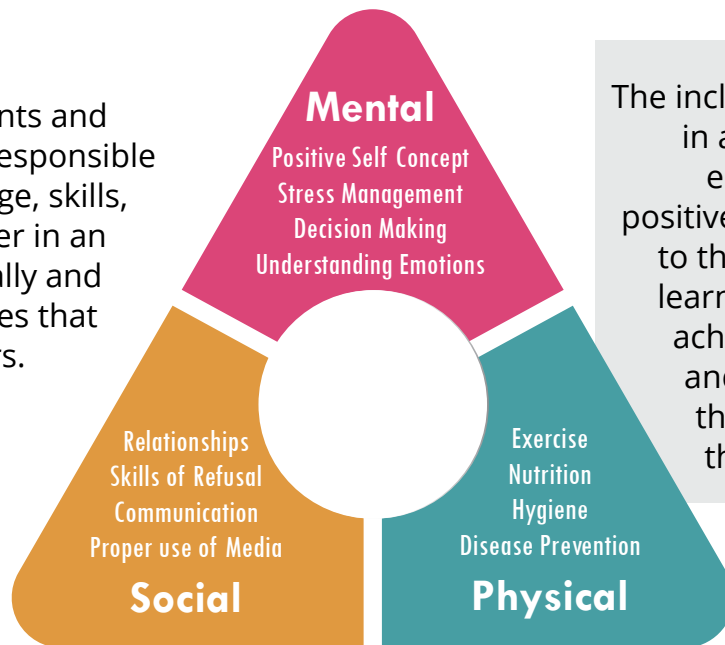 nts and
esponsible
ge, skills,
er in an
ally and
es that
rs.
Mental
Positive Self Concept
Stress Management
Decision Making
Understanding Emotions
The incl
in a
e
positive
to th
learn
ach
and
th
th
Relationships
Skills of Refusal
Communication
Proper use of Media
Social
Exercise
Nutrition
Hygiene
Disease Prevention
Physical